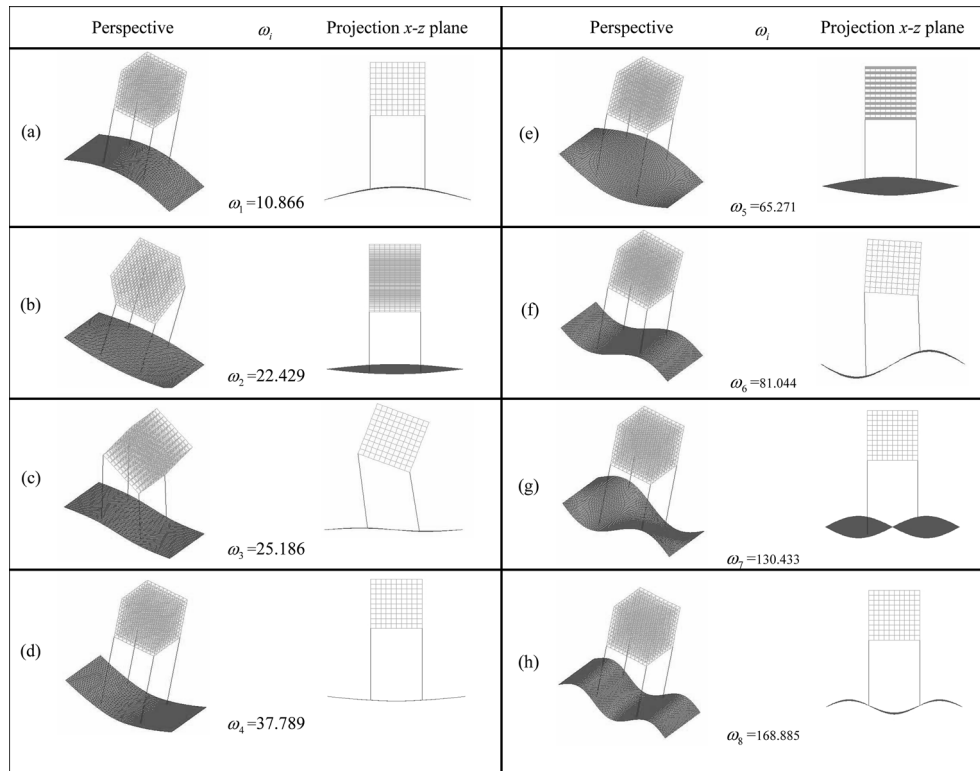 Perspective ωᵢ Projection x-z plane
(a) ω₁=10.866
(b) ω₂=22.429
(c) ω₃=25.186
(d) ω₄=37.789
Perspective ωᵢ Projection x-z plane
(e) ω₅=65.271
(f) ω₆=81.044
(g) ω₇=130.433
(h) ω₈=168.885